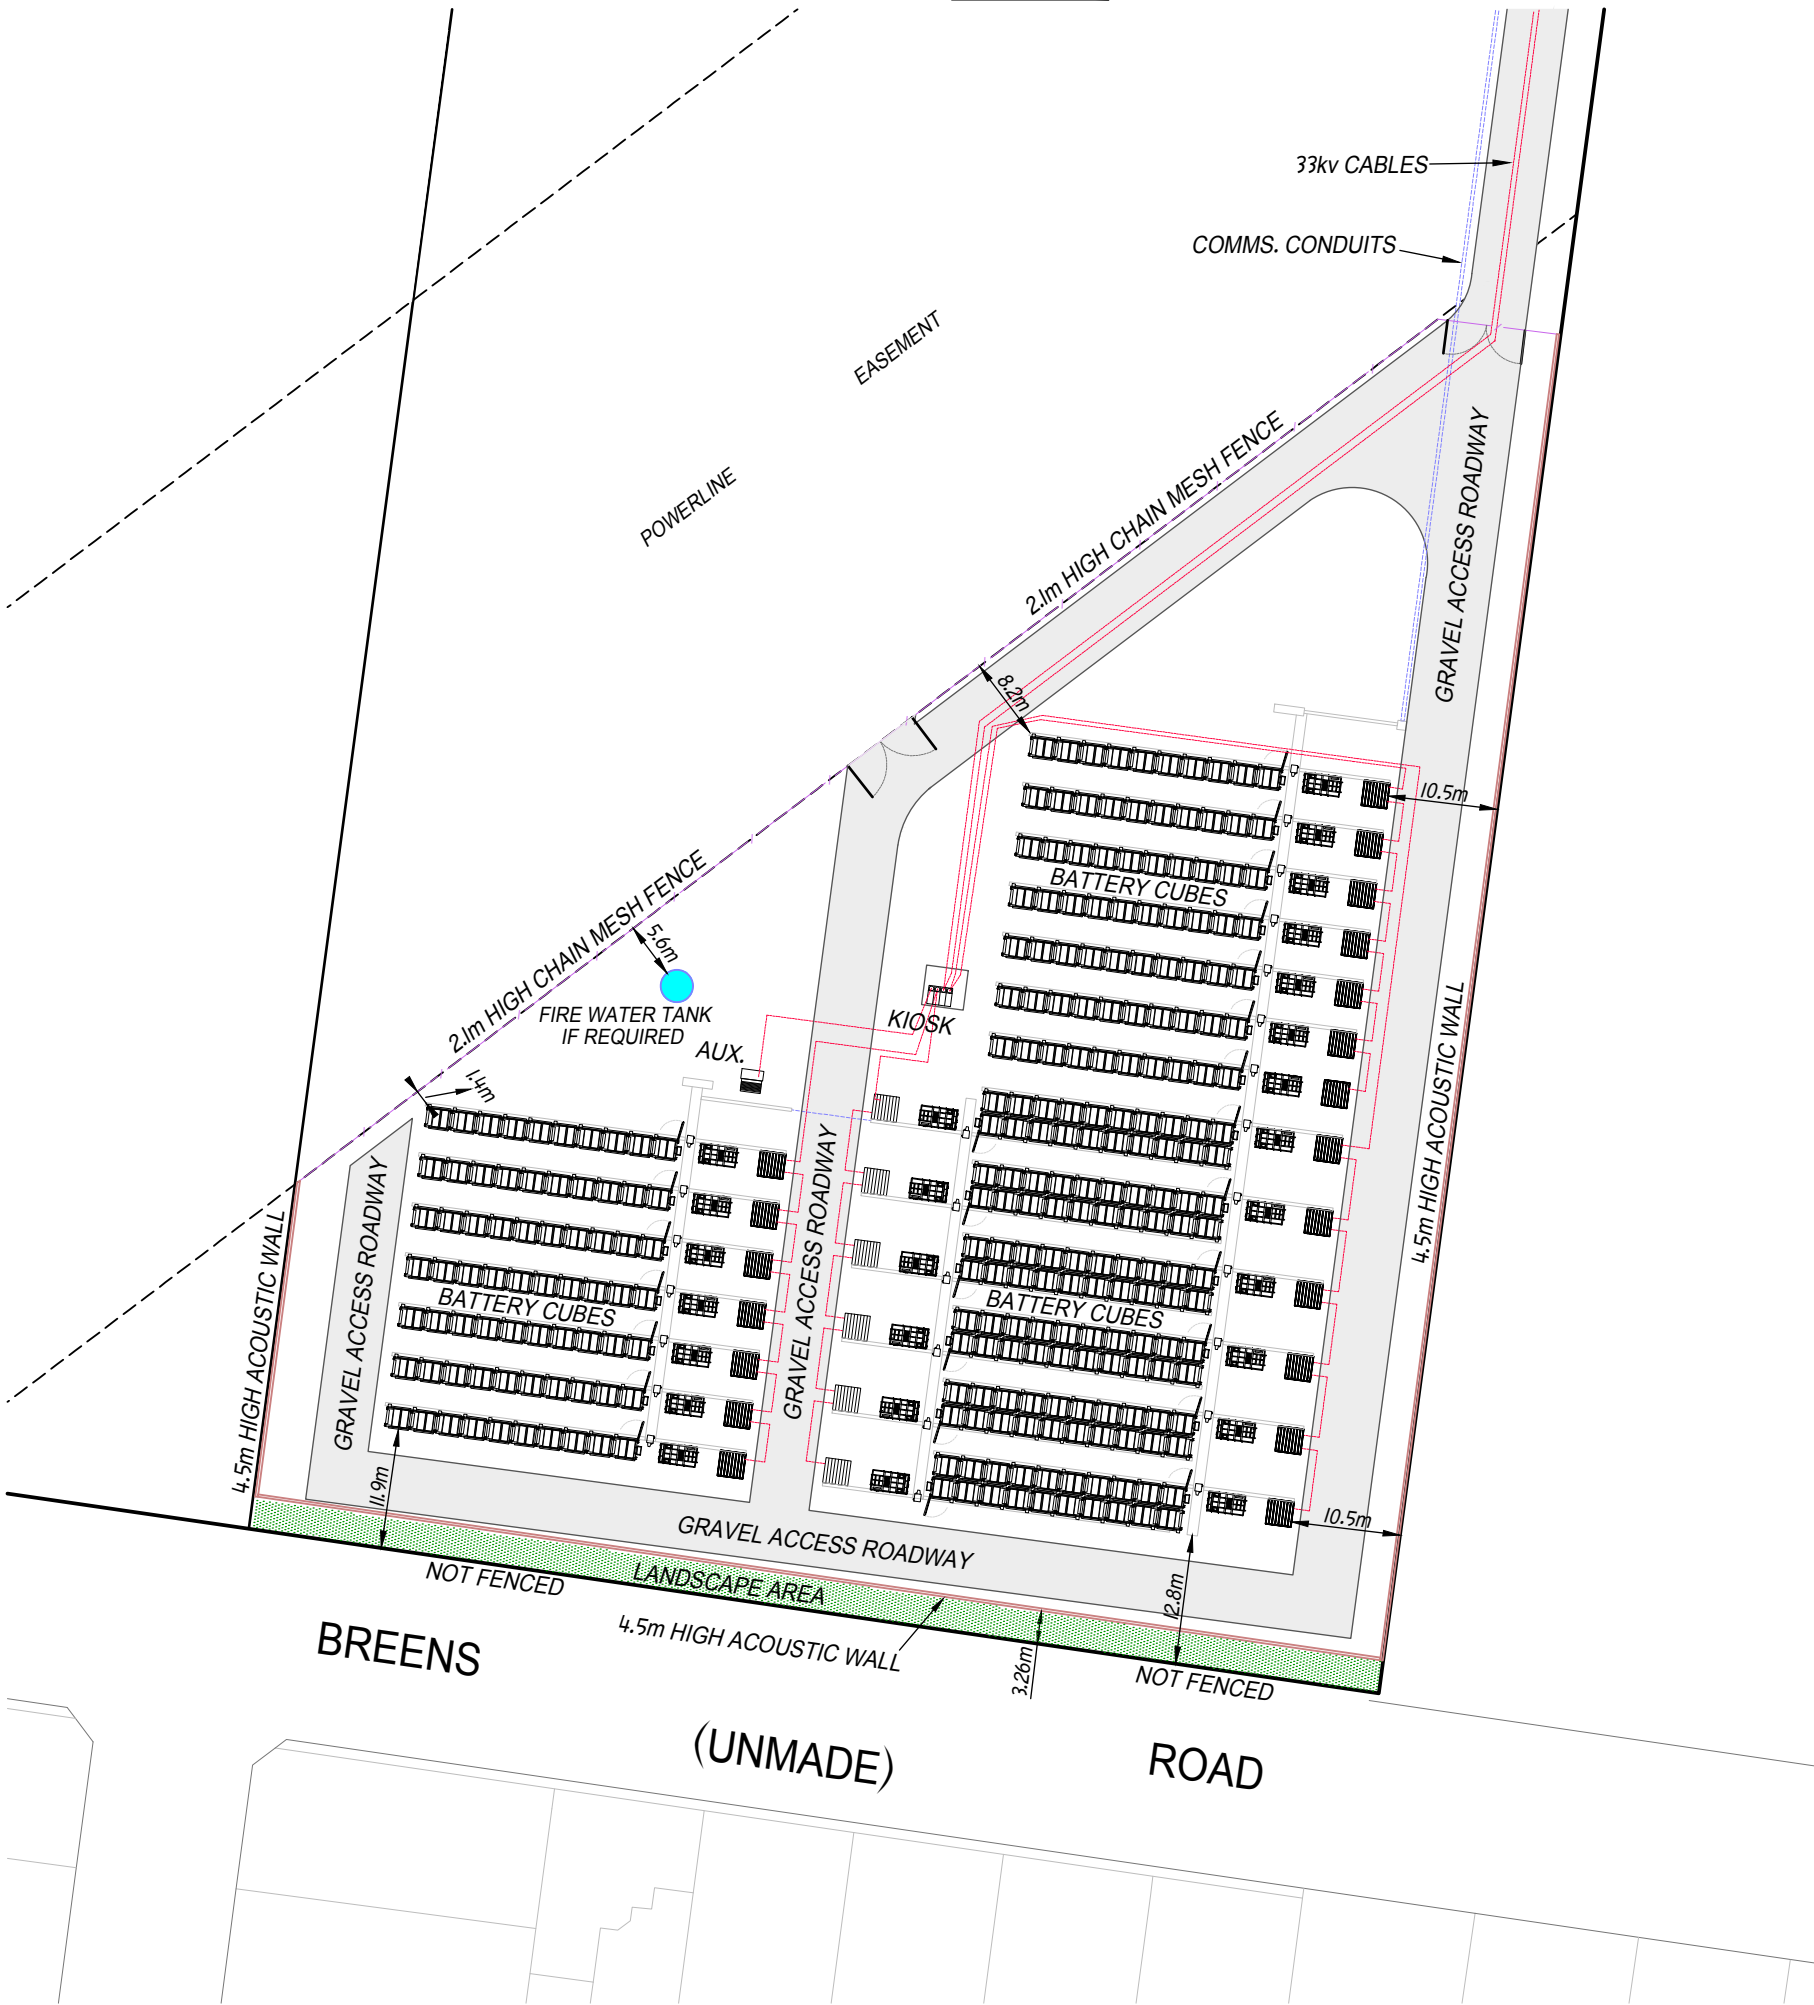 33kv CABLES
COMMS. CONDUITS
EASEMENT
POWERLINE
2.1m HIGH CHAIN MESH FENCE
GRAVEL ACCESS ROADWAY
8.2m
10.5m
BATTERY CUBES
2.1m HIGH CHAIN MESH FENCE
5.6m
FIRE WATER TANK
IF REQUIRED
KIOSK
AUX.
1.4m
4.5m HIGH ACOUSTIC WALL
GRAVEL ACCESS ROADWAY
BATTERY CUBES
GRAVEL ACCESS ROADWAY
BATTERY CUBES
4.5m HIGH ACOUSTIC WALL
11.9m
10.5m
GRAVEL ACCESS ROADWAY
LANDSCAPE AREA
NOT FENCED
12.8m
4.5m HIGH ACOUSTIC WALL
3.26m
NOT FENCED
BREENS
(UNMADE)
ROAD